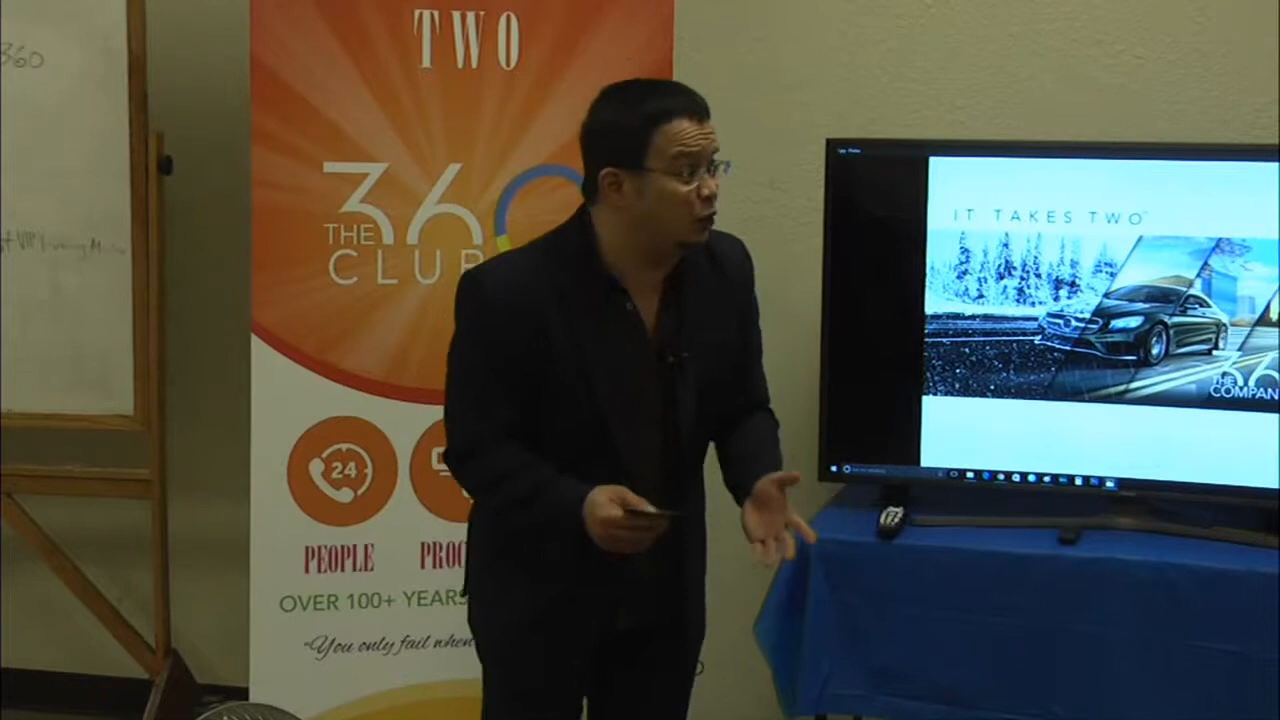 360
VIP
TWO
360
THE
CLUB
24
PEOPLE
OVER 100+ YEARS
"You only fail when
IT TAKES TWO
THE
COMPAN